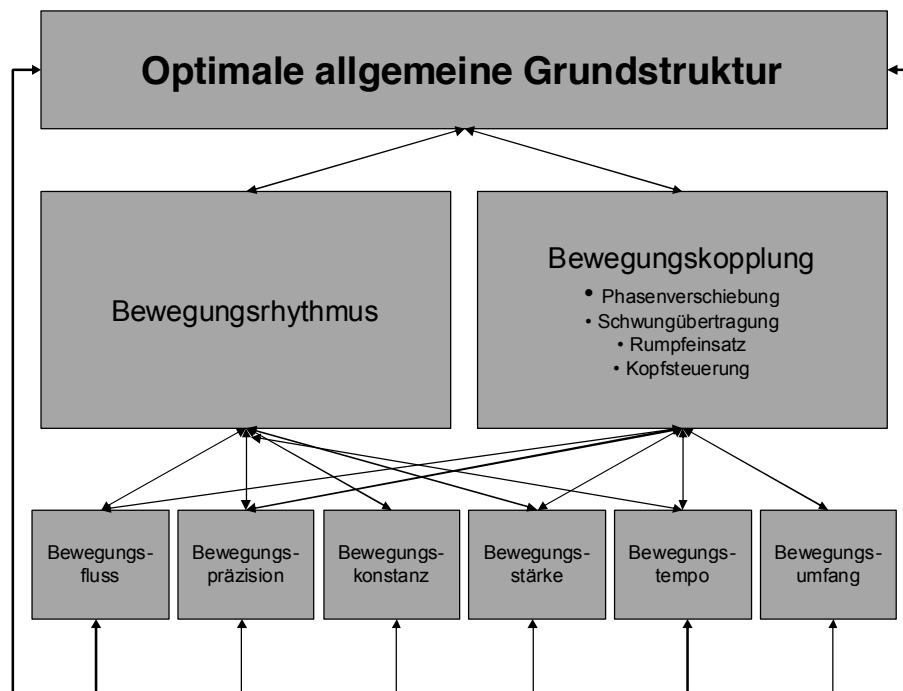 Optimale allgemeine Grundstruktur
Bewegungsrhythmus
Bewegungskopplung
• Phasenverschiebung
• Schwungübertragung
• Rumpfeinsatz
• Kopfsteuerung
Bewegungs-
fluss
Bewegungs-
präzision
Bewegungs-
konstanz
Bewegungs-
stärke
Bewegungs-
tempo
Bewegungs-
umfang